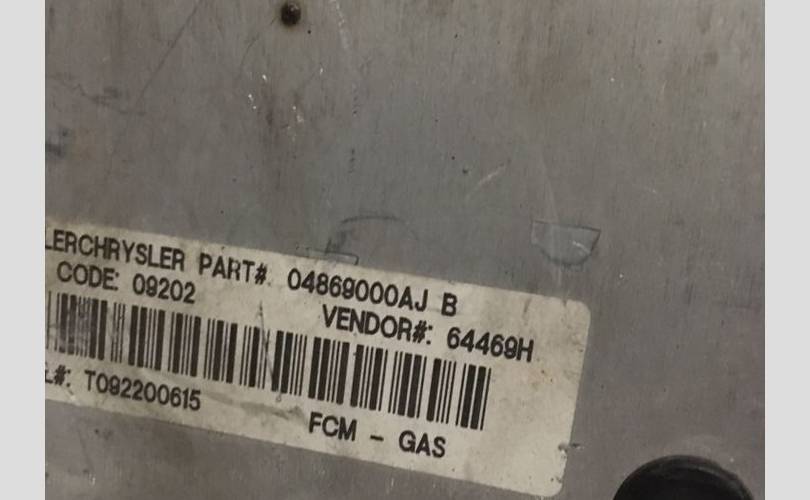 LERCHRYSLER PART# 04869000AJ B
CODE: 09202 VENDOR#: 64469H
L#: T092200615
FCM - GAS